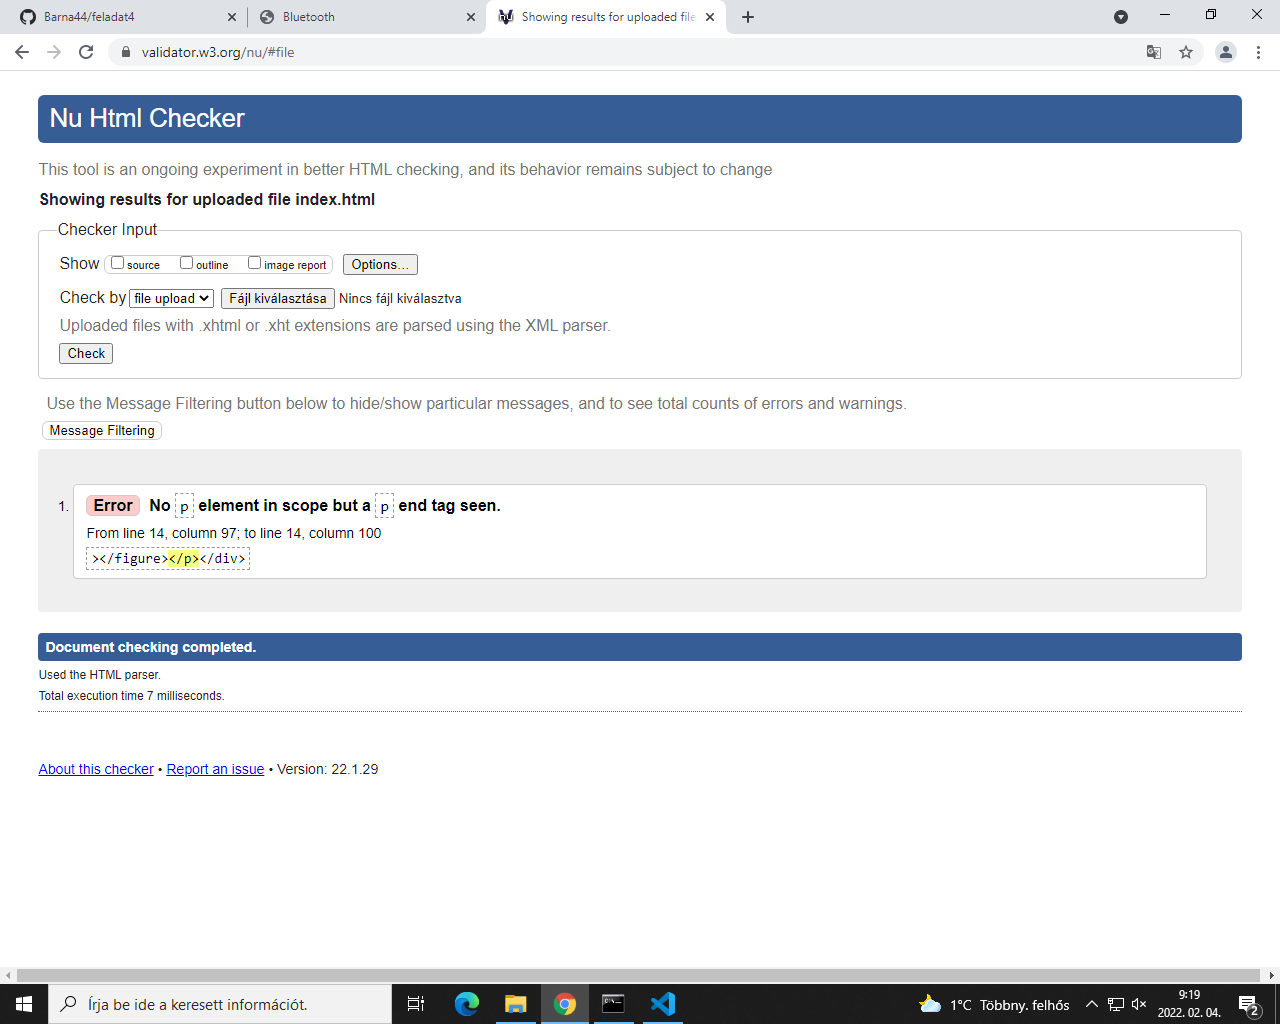 Barna44/feladat4
Bluetooth
Showing results for uploaded file
validator.w3.org/nu/#file
Nu Html Checker
This tool is an ongoing experiment in better HTML checking, and its behavior remains subject to change
Showing results for uploaded file index.html
Checker Input
Show source outline image report Options...
Check by file upload Fájl kiválasztása Nincs fájl kiválasztva
Uploaded files with .xhtml or .xht extensions are parsed using the XML parser.
Check
Use the Message Filtering button below to hide/show particular messages, and to see total counts of errors and warnings.
Message Filtering
1. Error No p element in scope but a p end tag seen.
From line 14, column 97; to line 14, column 100
></figure></p></div>
Document checking completed.
Used the HTML parser.
Total execution time 7 milliseconds.
About this checker • Report an issue • Version: 22.1.29
Írja be ide a keresett információt.
1°C Többny. felhős
9:19
2022. 02. 04.
2